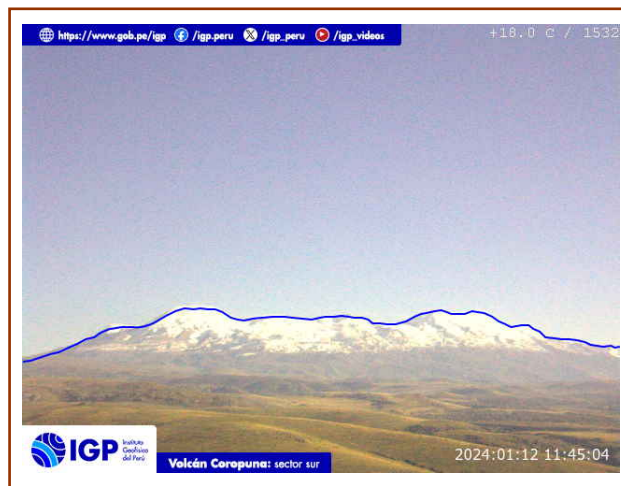 https://www.gob.pe/igp /igp.peru /igp_peru /igp_videos
+18.0 C / 1532
IGP
Instituto
Geofísico
del Perú
Volcán Coropuna: sector sur
2024:01:12 11:45:04